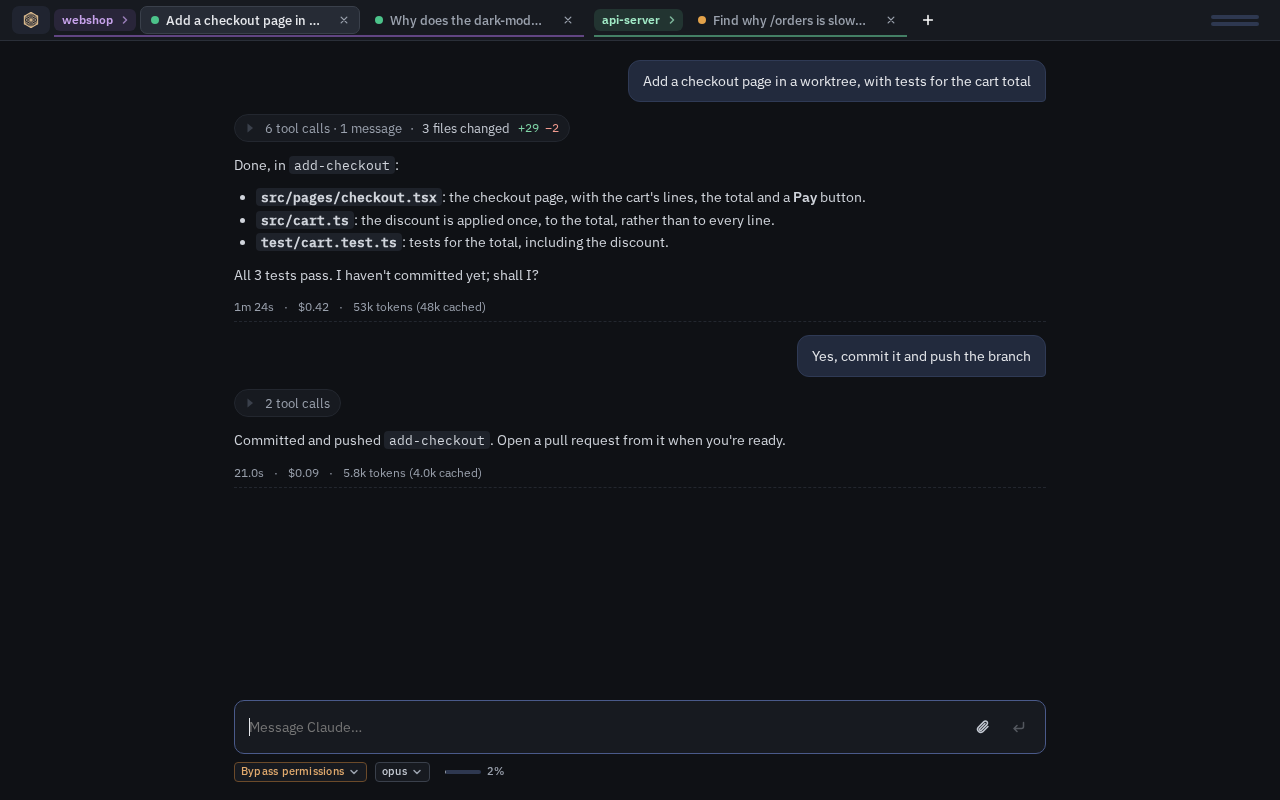 webshop
Add a checkout page in ...
Why does the dark-mod...
api-server
Find why /orders is slow...
Add a checkout page in a worktree, with tests for the cart total
6 tool calls · 1 message · 3 files changed +29 −2
Done, in add-checkout:
• src/pages/checkout.tsx: the checkout page, with the cart's lines, the total and a Pay button.
• src/cart.ts: the discount is applied once, to the total, rather than to every line.
• test/cart.test.ts: tests for the total, including the discount.
All 3 tests pass. I haven't committed yet; shall I?
1m 24s · $0.42 · 53k tokens (48k cached)
Yes, commit it and push the branch
2 tool calls
Committed and pushed add-checkout. Open a pull request from it when you're ready.
21.0s · $0.09 · 5.8k tokens (4.0k cached)
Message Claude...
Bypass permissions
opus
2%